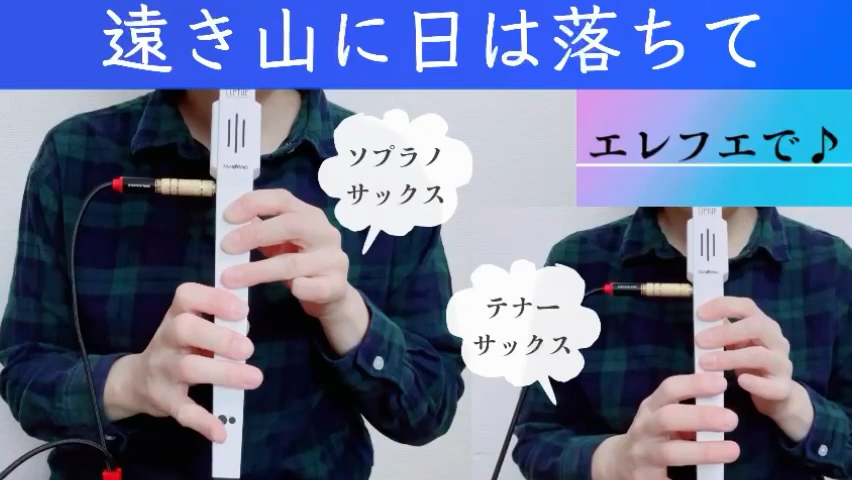 遠き山に日は落ちて
エレフエで♪
ソプラノ
サックス
テナー
サックス